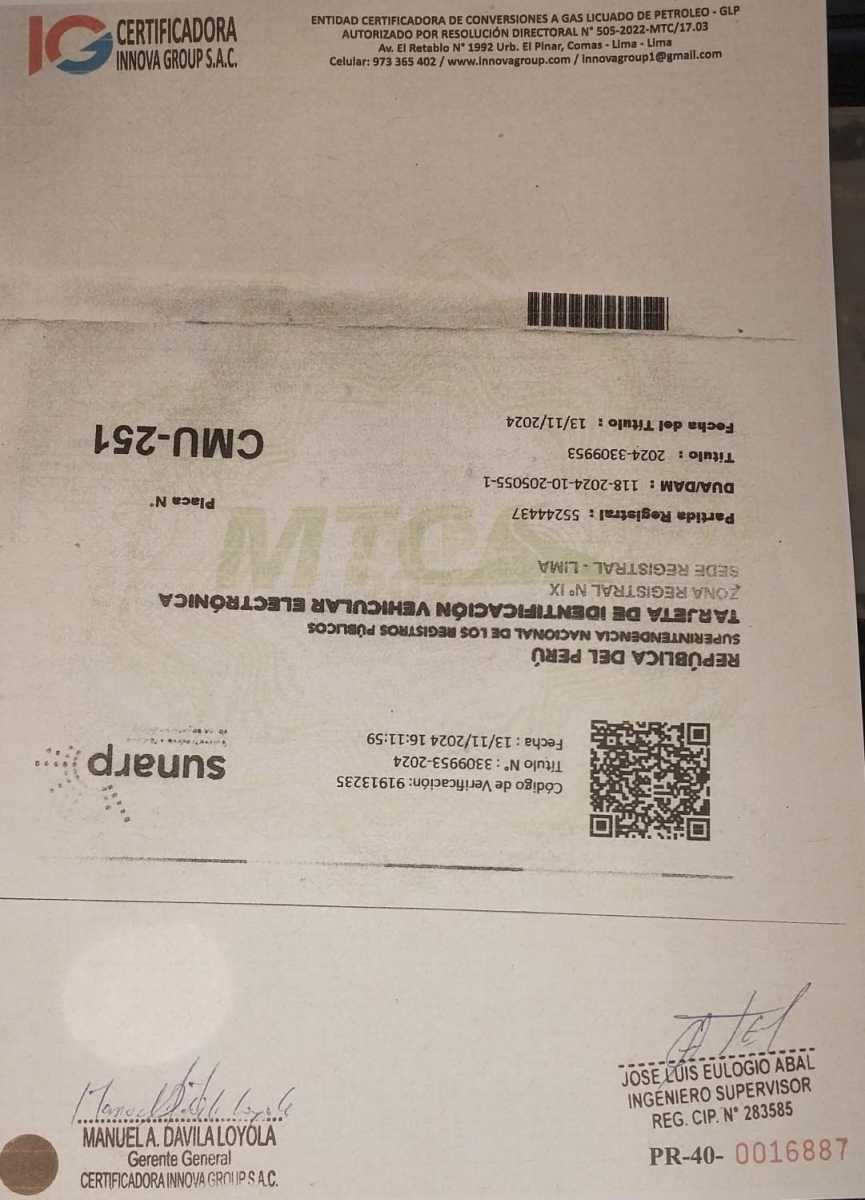 IG CERTIFICADORA
INNOVA GROUP S.A.C.
ENTIDAD CERTIFICADORA DE CONVERSIONES A GAS LICUADO DE PETROLEO - GLP
AUTORIZADO POR RESOLUCIÓN DIRECTORAL N° 505-2022-MTC/17.03
Av. El Retablo N° 1992 Urb. El Pinar, Comas - Lima - Lima
Celular: 973 365 402 / www.innovagroup.com / innovagroup1@gmail.com
Código de Verificación: 91913235
Título N° : 3309953-2024
Fecha : 13/11/2024 16:11:59
sunarp
REPÚBLICA DEL PERÚ
SUPERINTENDENCIA NACIONAL DE LOS REGISTROS PÚBLICOS
TARJETA DE IDENTIFICACIÓN VEHICULAR ELECTRÓNICA
ZONA REGISTRAL N° IX
SEDE REGISTRAL - LIMA
Partida Registral : 55244437
DUA/DAM : 118-2024-10-205055-1
Título : 2024-3309953
Fecha del Título : 13/11/2024
Placa N°
CMU-251
MTC
MANUEL A. DAVILA LOYOLA
Gerente General
CERTIFICADORA INNOVA GROUP S.A.C.
JOSE LUIS EULOGIO ABAL
INGENIERO SUPERVISOR
REG. CIP. N° 283585
PR-40- 0016887